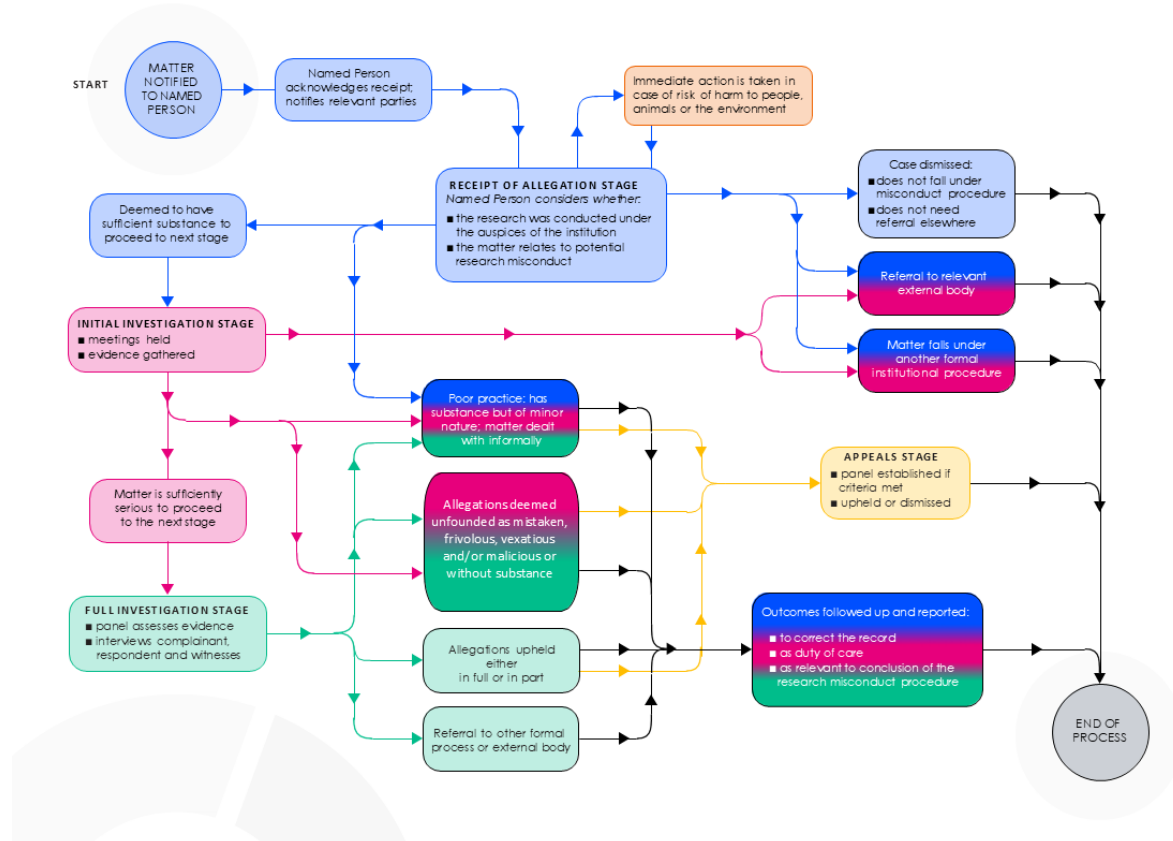 START
MATTER
NOTIFIED
TO NAMED
PERSON
Named Person
acknowledges receipt;
notifies relevant parties
Immediate action is taken in
case of risk of harm to people,
animals or the environment
RECEIPT OF ALLEGATION STAGE
Named Person considers whether:
■ the research was conducted under
the auspices of the institution
■ the matter relates to potential
research misconduct
Case dismissed:
■ does not fall under
misconduct procedure
■ does not need
referral elsewhere
Deemed to have
sufficient substance to
proceed to next stage
Referral to relevant
external body
INITIAL INVESTIGATION STAGE
■ meetings held
■ evidence gathered
Matter falls under
another formal
institutional procedure
Poor practice: has
substance but of minor
nature; matter dealt
with informally
APPEALS STAGE
■ panel established if
criteria met
■ upheld or dismissed
Matter is sufficiently
serious to proceed
to the next stage
Allegations deemed
unfounded as mistaken,
frivolous, vexatious
and/or malicious or
without substance
FULL INVESTIGATION STAGE
■ panel assesses evidence
■ interviews complainant,
respondent and witnesses
Allegations upheld
either
in full or in part
Outcomes followed up and reported:
■ to correct the record
■ as duty of care
■ as relevant to conclusion of the
research misconduct procedure
Referral to other formal
process or external body
END OF
PROCESS